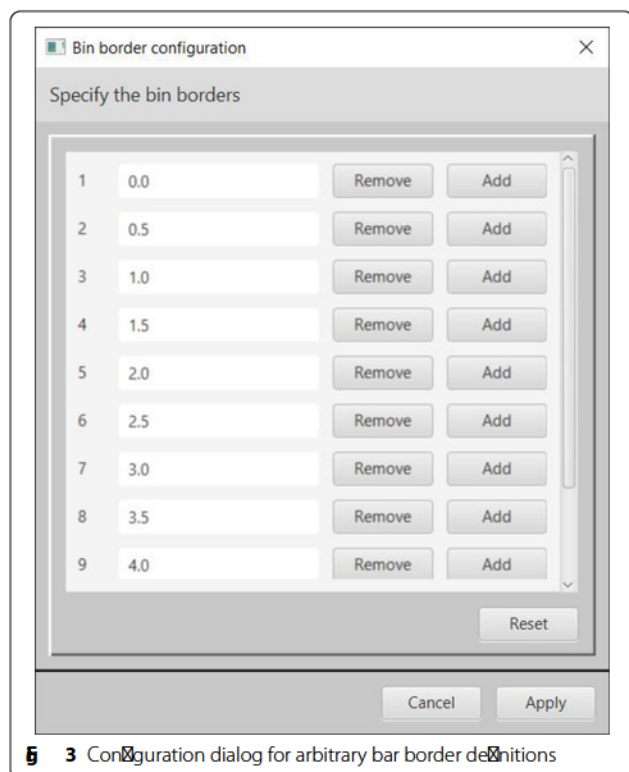 Bin border configuration
Specify the bin borders
1 0.0 Remove Add
2 0.5 Remove Add
3 1.0 Remove Add
4 1.5 Remove Add
5 2.0 Remove Add
6 2.5 Remove Add
7 3.0 Remove Add
8 3.5 Remove Add
9 4.0 Remove Add
Reset
Cancel Apply
3 dialog for arbitrary bar border